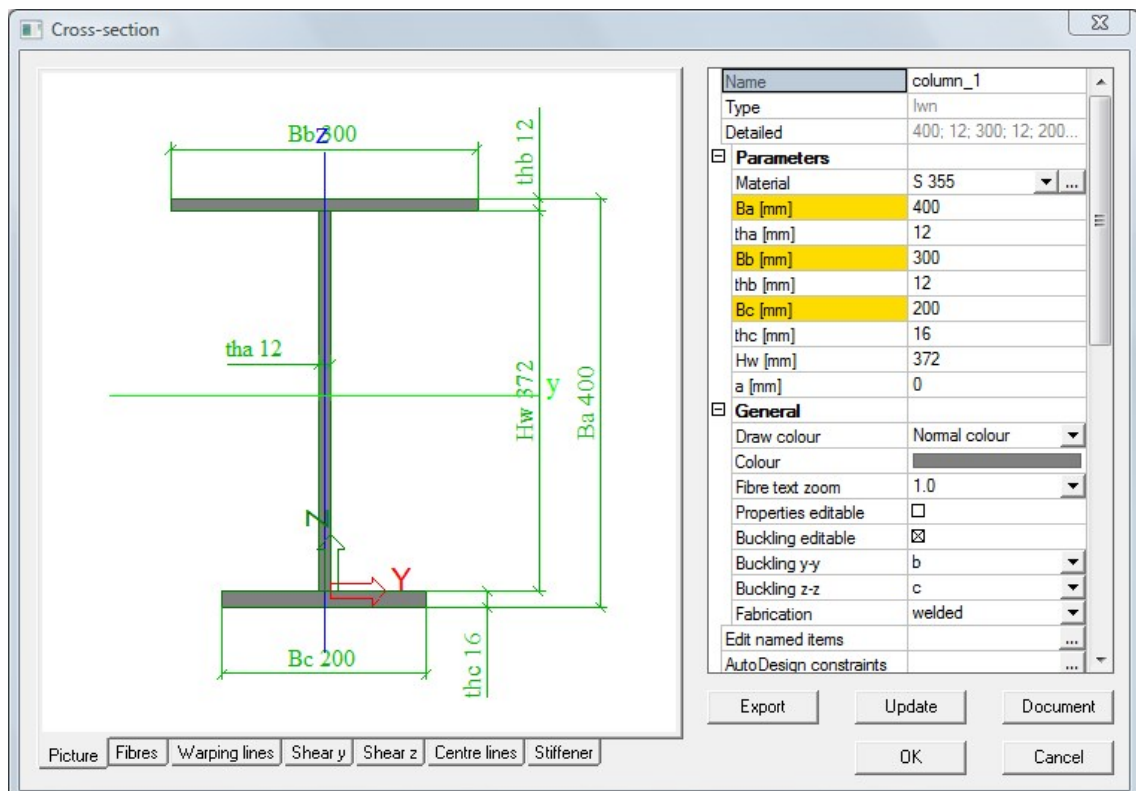 Cross-section
Bb 300
z
thb 12
tha 12
y
Hw 372
Ba 400
Z
Y
Bc 200
thc 16
Picture Fibres Warping lines Shear y Shear z Centre lines Stiffener
Name column_1
Type Iwn
Detailed 400; 12; 300; 12; 200...
Parameters
Material S 355 ...
Ba [mm] 400
tha [mm] 12
Bb [mm] 300
thb [mm] 12
Bc [mm] 200
thc [mm] 16
Hw [mm] 372
a [mm] 0
General
Draw colour Normal colour
Colour
Fibre text zoom 1.0
Properties editable
Buckling editable
Buckling y-y b
Buckling z-z c
Fabrication welded
Edit named items ...
AutoDesign constraints ...
Export Update Document
OK Cancel